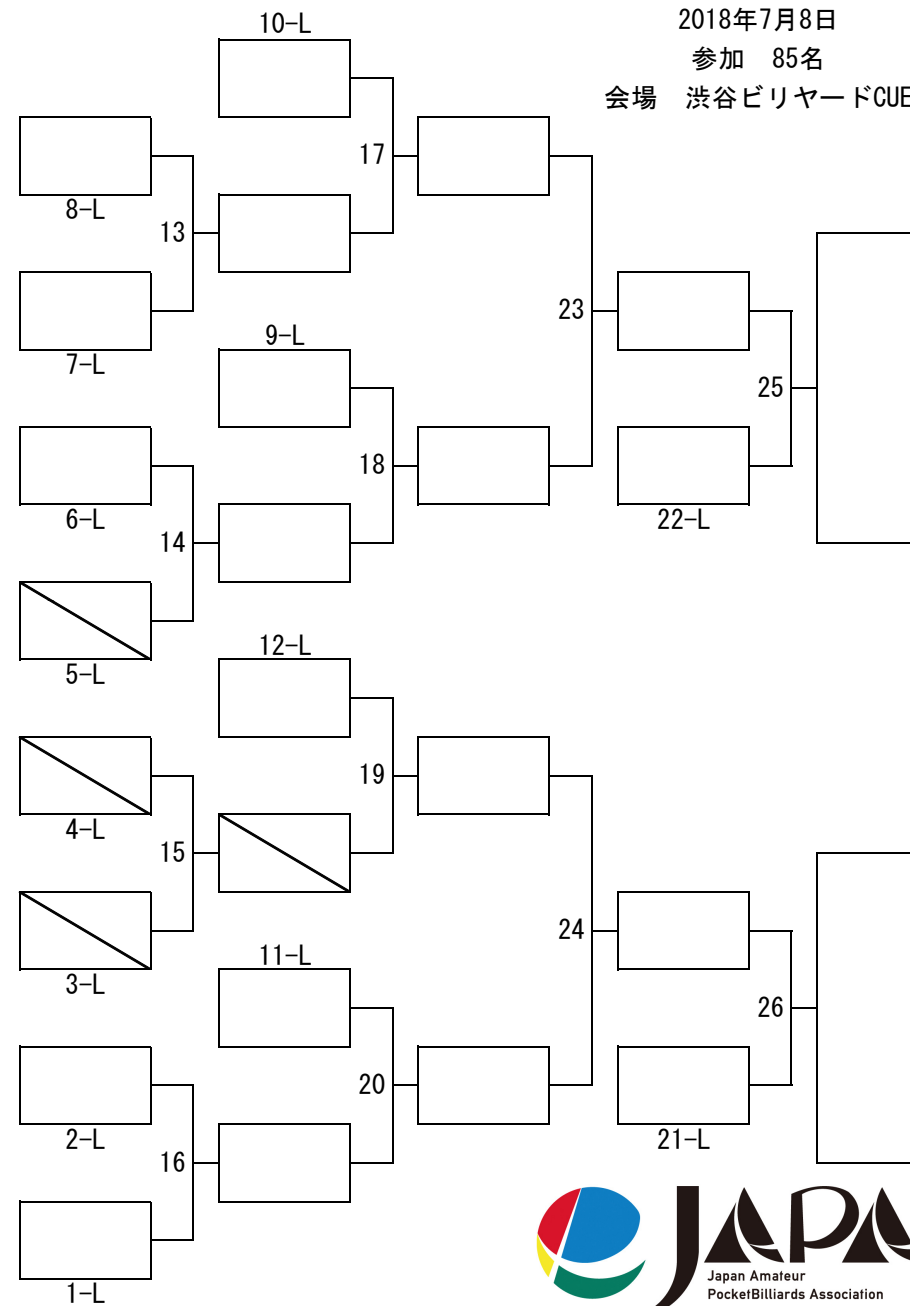 2018年7月8日
参加　85名
会場　渋谷ビリヤードCUE
10-L
17
8-L
13
7-L
23
9-L
25
18
6-L
22-L
14
5-L
12-L
19
4-L
15
24
11-L
3-L
26
20
2-L
21-L
16
1-L
JAPA
Japan Amateur
PocketBilliards Association